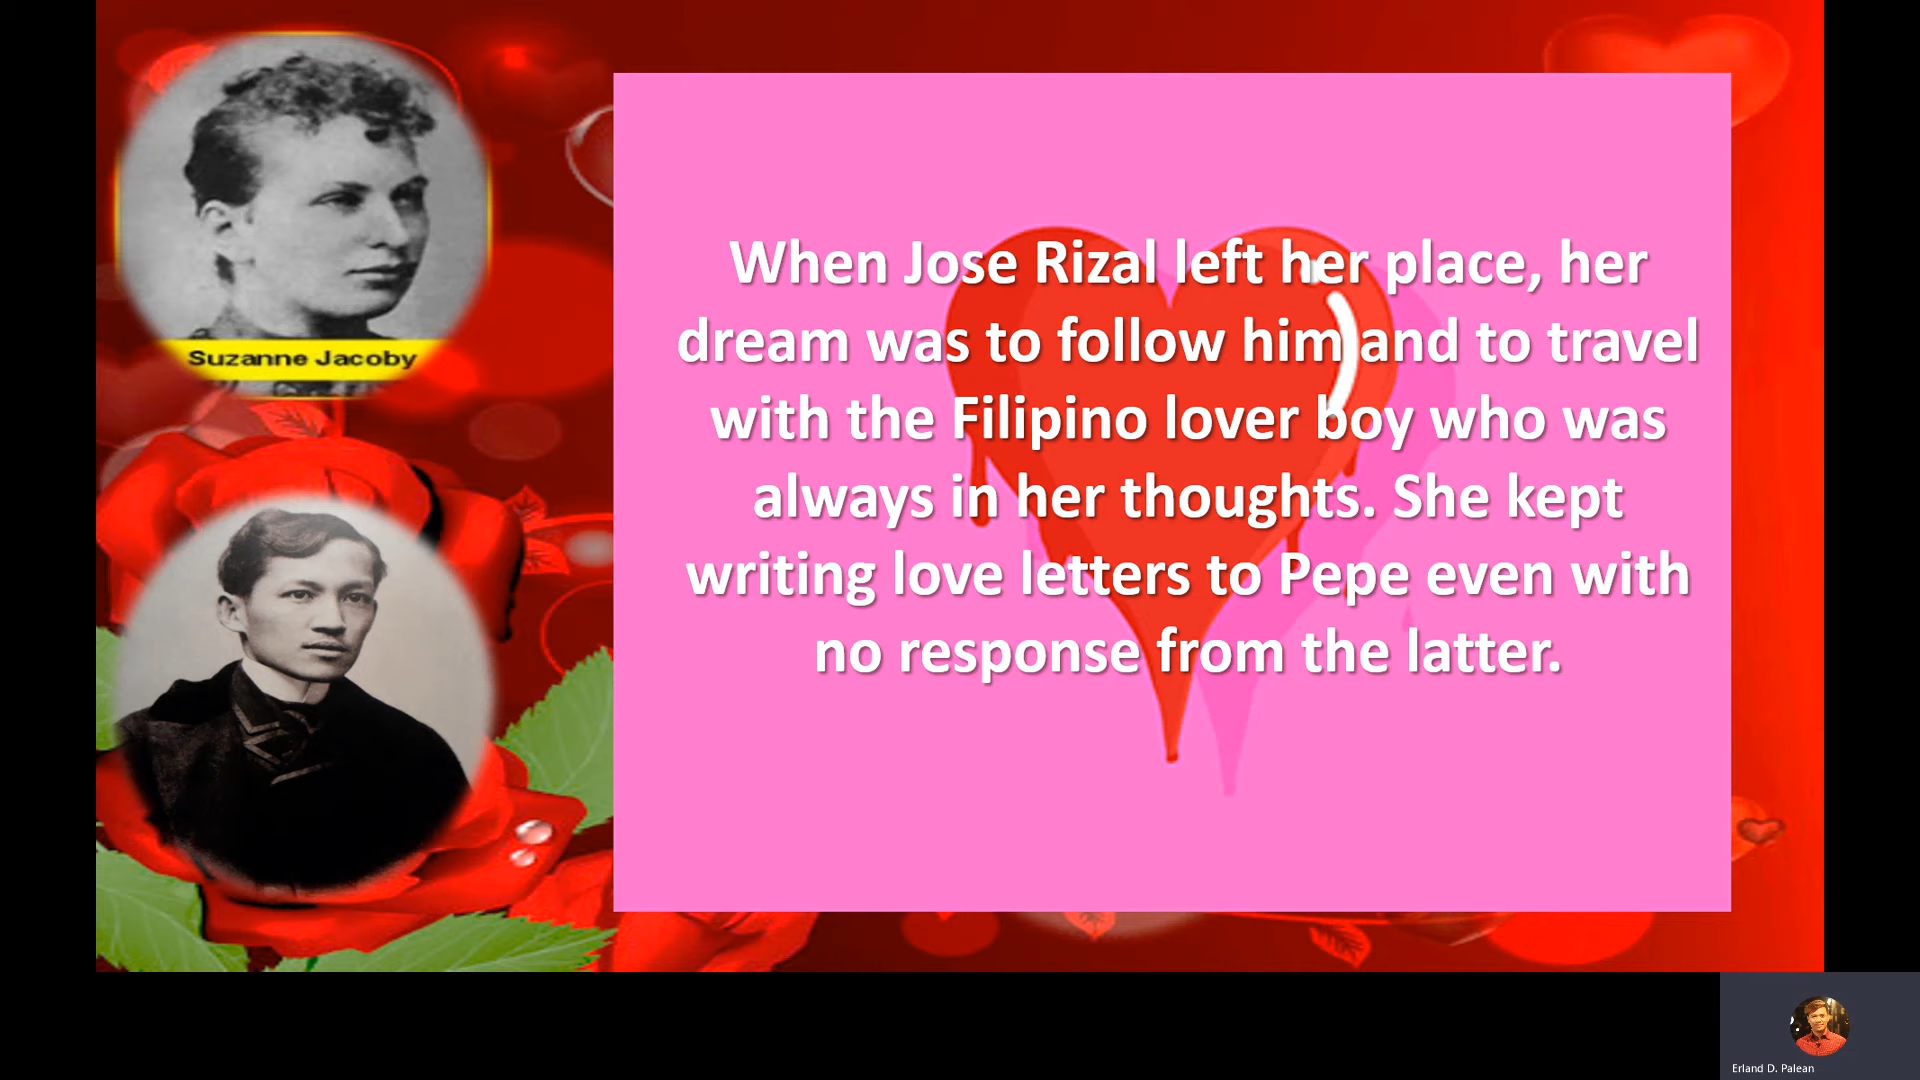 Suzanne Jacoby
When Jose Rizal left her place, her
dream was to follow him and to travel
with the Filipino lover boy who was
always in her thoughts. She kept
writing love letters to Pepe even with
no response from the latter.
Erland D. Palean